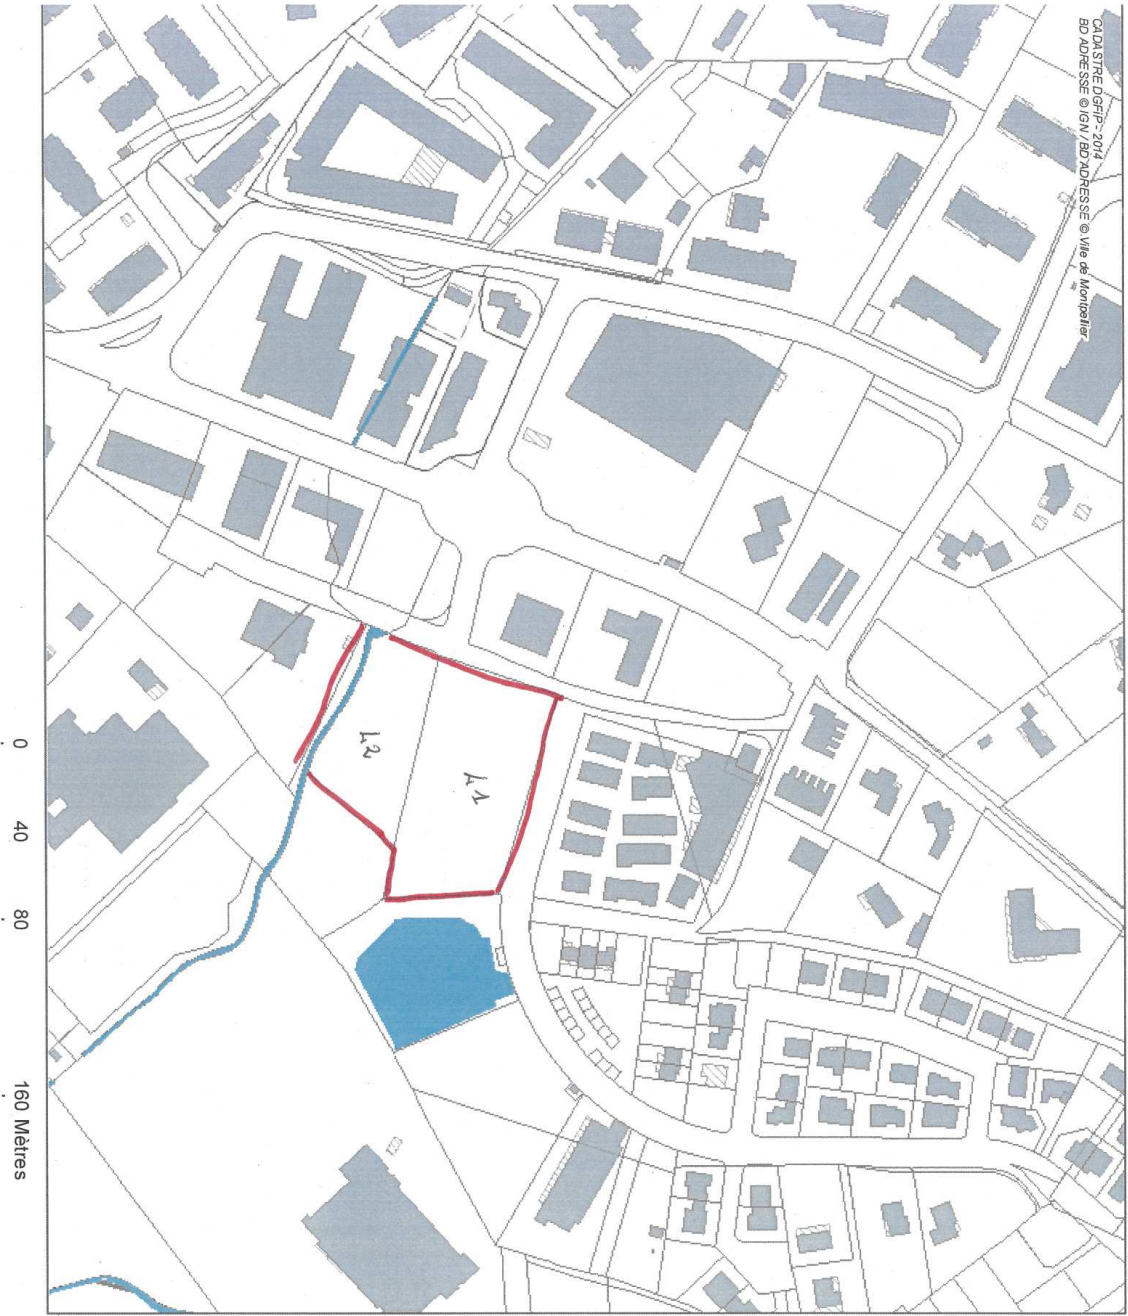 CADASTRE DGFIP - 2014
BD ADRESSE © IGN / BD ADRESSE © Ville de Montpellier
L2
L1
0 40 80 160 Mètres